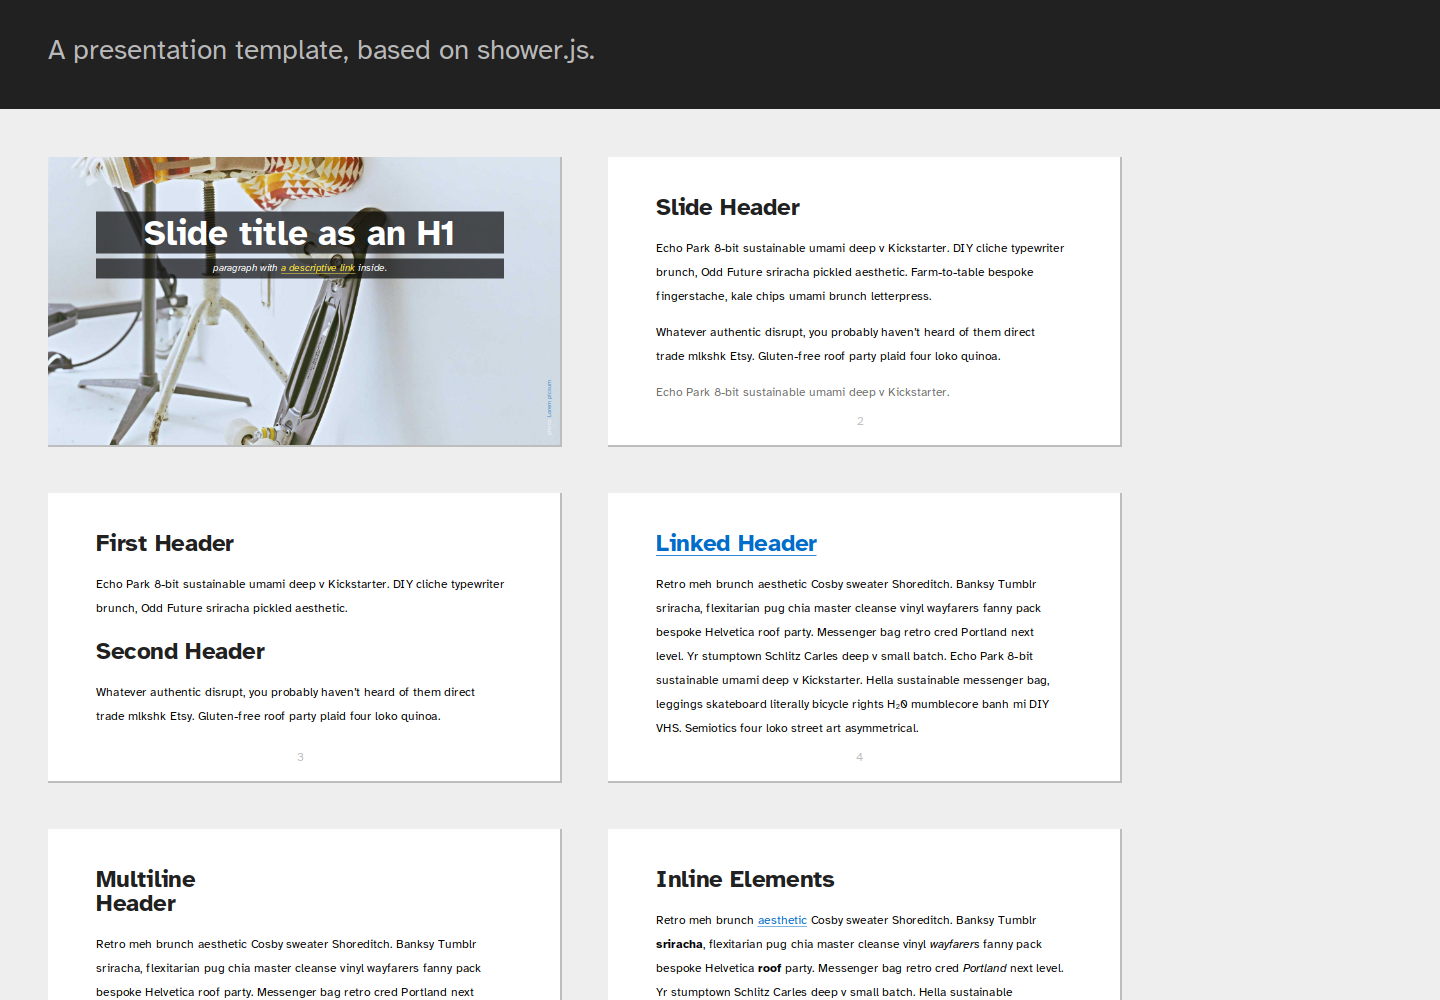 A presentation template, based on shower.js.
Slide title as an H1
paragraph with a descriptive link inside.
Lorem picsum
Slide Header
Echo Park 8-bit sustainable umami deep v Kickstarter. DIY cliche typewriter
brunch, Odd Future sriracha pickled aesthetic. Farm-to-table bespoke
fingerstache, kale chips umami brunch letterpress.
Whatever authentic disrupt, you probably haven't heard of them direct
trade mlkshk Etsy. Gluten-free roof party plaid four loko quinoa.
Echo Park 8-bit sustainable umami deep v Kickstarter.
2
First Header
Echo Park 8-bit sustainable umami deep v Kickstarter. DIY cliche typewriter
brunch, Odd Future sriracha pickled aesthetic.
Second Header
Whatever authentic disrupt, you probably haven't heard of them direct
trade mlkshk Etsy. Gluten-free roof party plaid four loko quinoa.
3
Linked Header
Retro meh brunch aesthetic Cosby sweater Shoreditch. Banksy Tumblr
sriracha, flexitarian pug chia master cleanse vinyl wayfarers fanny pack
bespoke Helvetica roof party. Messenger bag retro cred Portland next
level. Yr stumptown Schlitz Carles deep v small batch. Echo Park 8-bit
sustainable umami deep v Kickstarter. Hella sustainable messenger bag,
leggings skateboard literally bicycle rights H₂0 mumblecore banh mi DIY
VHS. Semiotics four loko street art asymmetrical.
4
Multiline
Header
Retro meh brunch aesthetic Cosby sweater Shoreditch. Banksy Tumblr
sriracha, flexitarian pug chia master cleanse vinyl wayfarers fanny pack
bespoke Helvetica roof party. Messenger bag retro cred Portland next
Inline Elements
Retro meh brunch aesthetic Cosby sweater Shoreditch. Banksy Tumblr
sriracha, flexitarian pug chia master cleanse vinyl wayfarers fanny pack
bespoke Helvetica roof party. Messenger bag retro cred Portland next level.
Yr stumptown Schlitz Carles deep v small batch. Hella sustainable